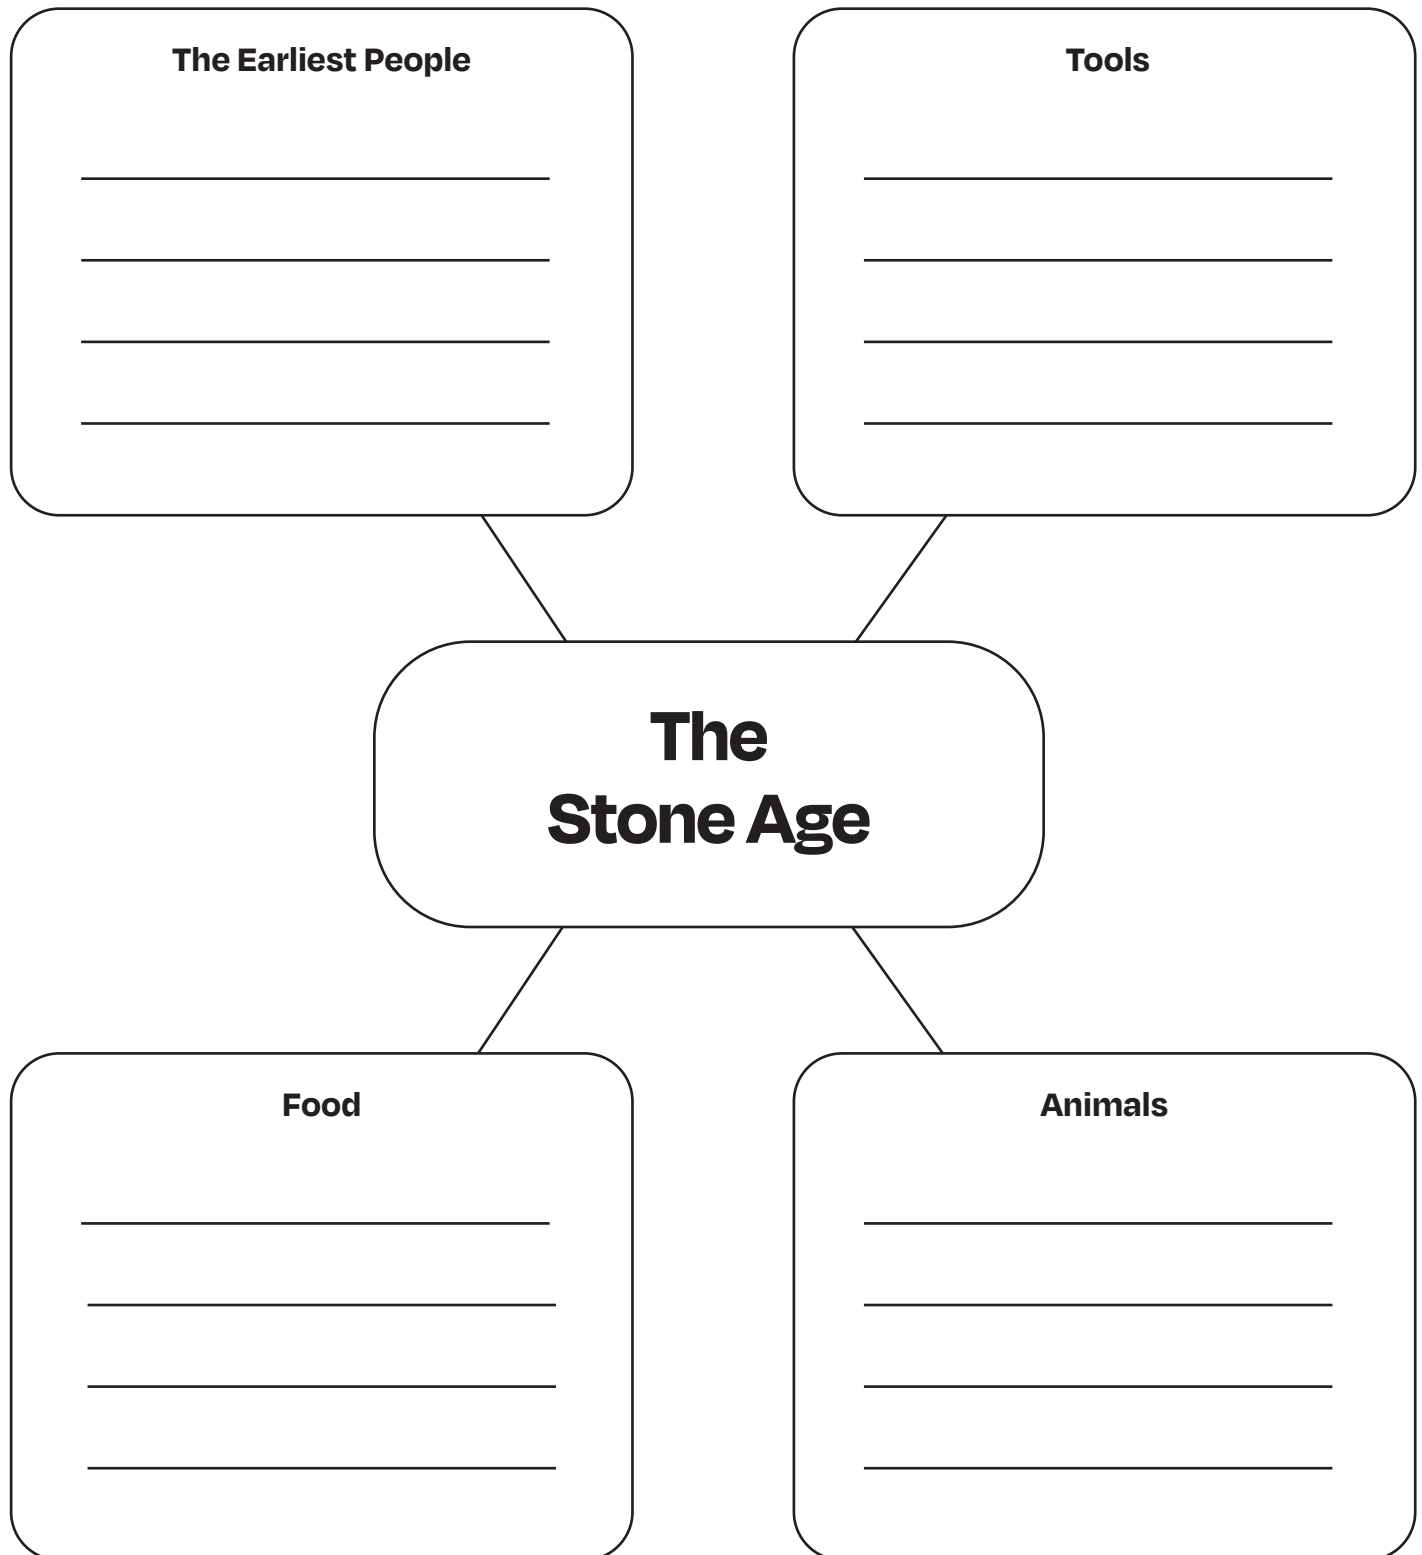 The Earliest People
Tools
The
Stone Age
Food
Animals